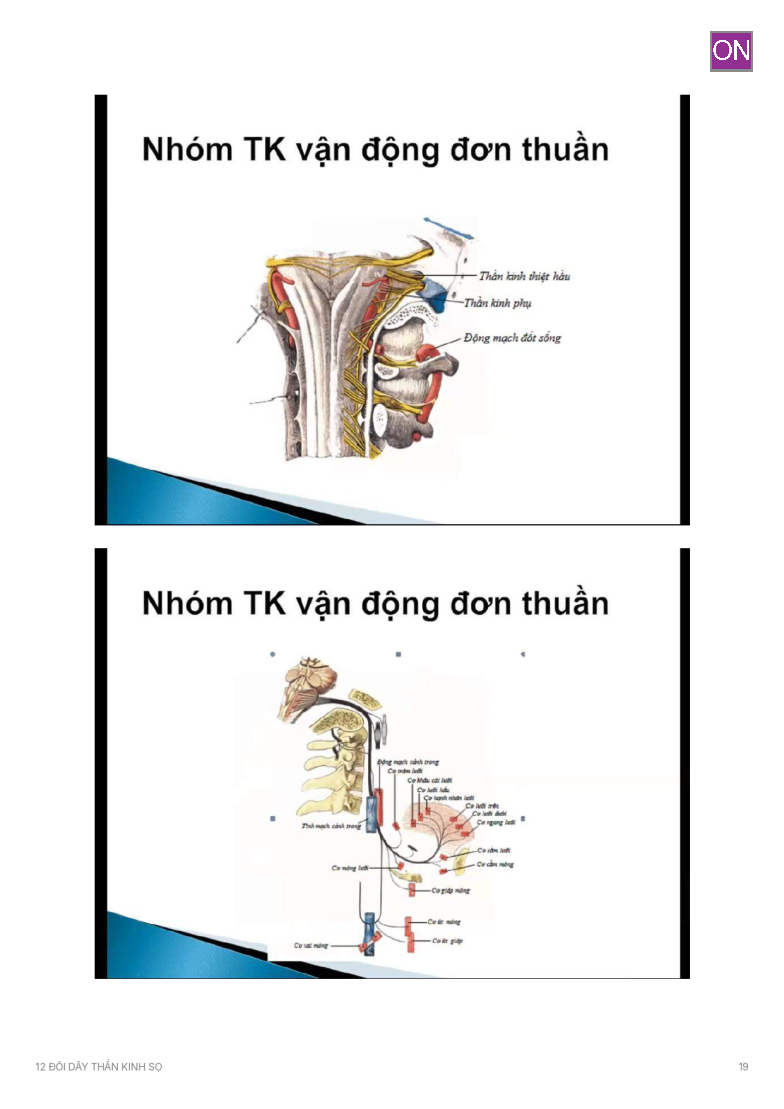 ON
Nhóm TK vận động đơn thuần
Thần kinh thiệt hầu
Thần kinh phụ
Động mạch đốt sống
Nhóm TK vận động đơn thuần
Động mạch cảnh trong
Cơ trâm lưỡi
Cơ khẩu cái lưỡi
Cơ lưỡi hầu
Cơ hạnh nhân lưỡi
Cơ lưỡi trên
Cơ lưỡi dưới
Cơ ngang lưỡi
Tĩnh mạch cảnh trong
Cơ cằm lưỡi
Cơ móng lưỡi
Cơ cằm móng
Cơ giáp móng
Cơ ức móng
Cơ vai móng
Cơ ức giáp
12 ĐÔI DÂY THẦN KINH SỌ
19